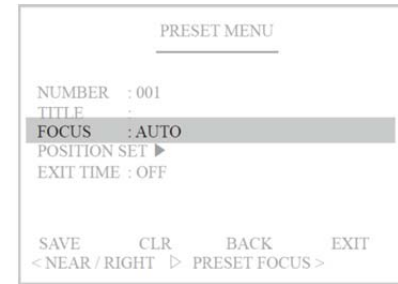 PRESET MENU
NUMBER : 001
TITLE :
FOCUS : AUTO
POSITION SET ▶
EXIT TIME : OFF
SAVE CLR BACK EXIT
< NEAR / RIGHT ▷ PRESET FOCUS >